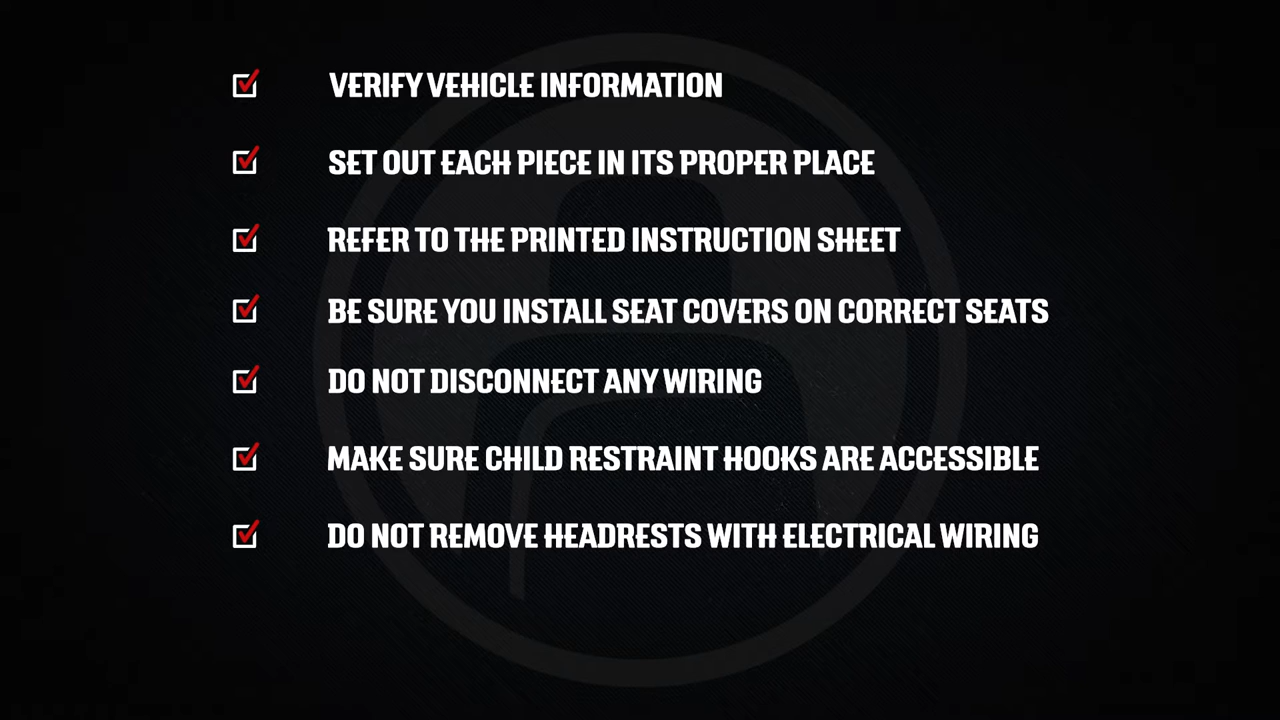 VERIFY VEHICLE INFORMATION
SET OUT EACH PIECE IN ITS PROPER PLACE
REFER TO THE PRINTED INSTRUCTION SHEET
BE SURE YOU INSTALL SEAT COVERS ON CORRECT SEATS
DO NOT DISCONNECT ANY WIRING
MAKE SURE CHILD RESTRAINT HOOKS ARE ACCESSIBLE
DO NOT REMOVE HEADRESTS WITH ELECTRICAL WIRING